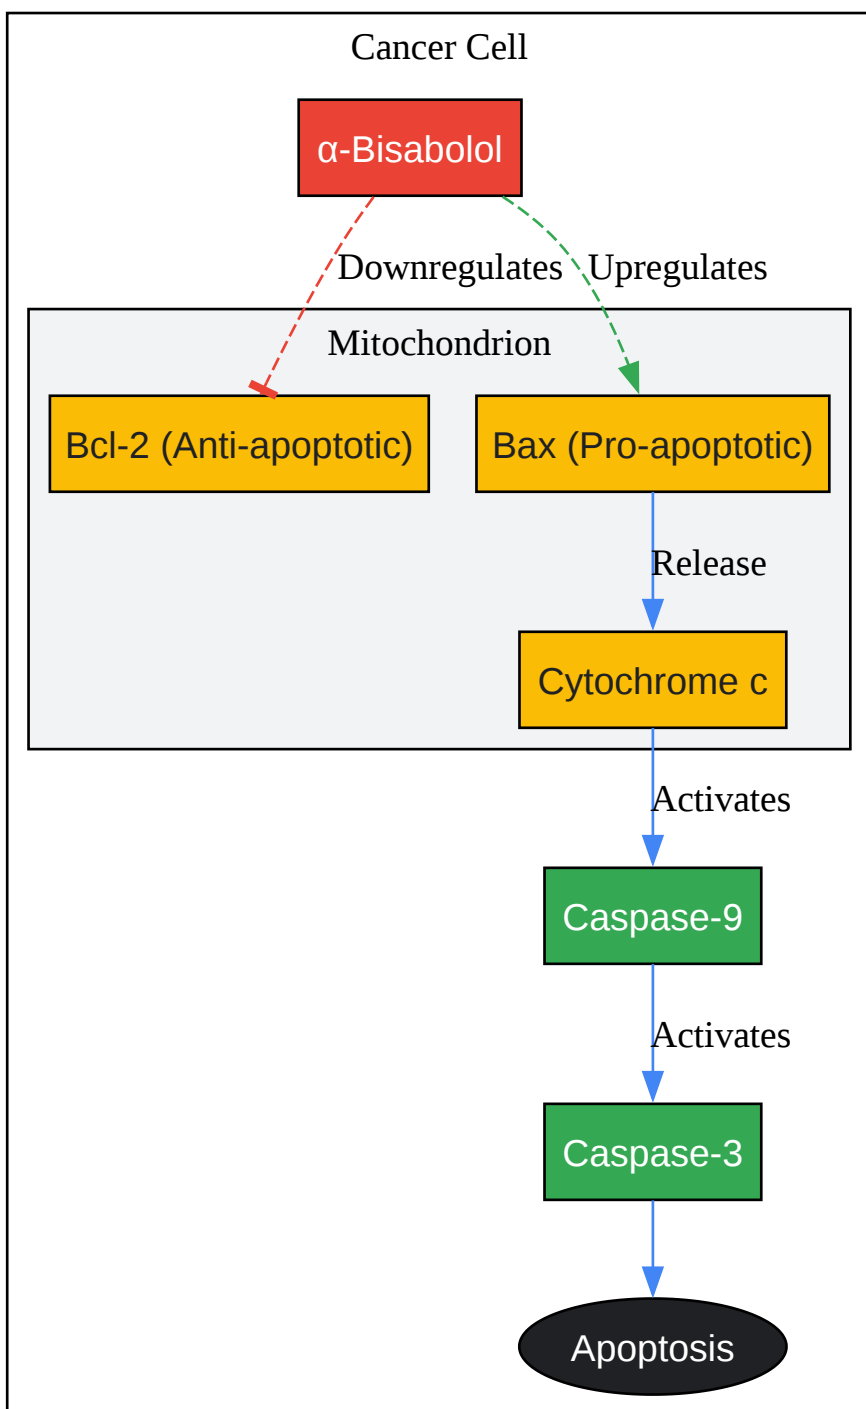 Cancer Cell
α-Bisabolol
Downregulates
Upregulates
Mitochondrion
Bcl-2 (Anti-apoptotic)
Bax (Pro-apoptotic)
Release
Cytochrome c
Activates
Caspase-9
Activates
Caspase-3
Apoptosis